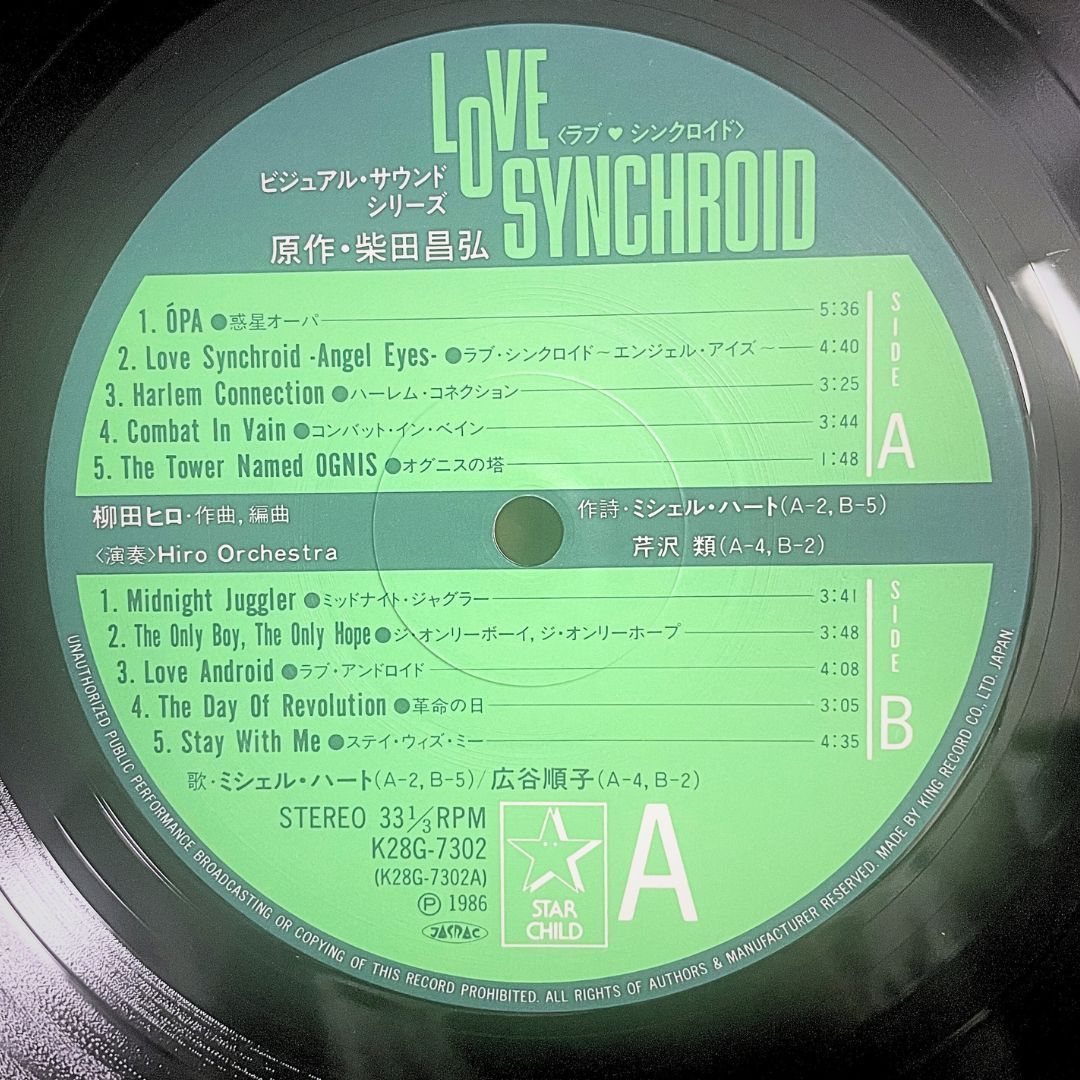 LOVE
〈ラブ♥シンクロイド〉
SYNCHROID
ビジュアル・サウンド
シリーズ
原作・柴田昌弘
1. ÓPA ●惑星オーパ 5:36
2. Love Synchroid -Angel Eyes- ●ラブ・シンクロイド～エンジェル・アイズ～ 4:40
3. Harlem Connection ●ハーレム・コネクション 3:25
4. Combat In Vain ●コンバット・イン・ベイン 3:44
5. The Tower Named OGNIS ●オグニスの塔 1:48
SIDE A
柳田ヒロ・作曲,編曲
〈演奏〉Hiro Orchestra
作詩・ミシェル・ハート(A-2, B-5)
芹沢 類(A-4, B-2)
1. Midnight Juggler ●ミッドナイト・ジャグラー 3:41
2. The Only Boy, The Only Hope ●ジ・オンリーボーイ, ジ・オンリーホープ 3:48
3. Love Android ●ラブ・アンドロイド 4:08
4. The Day Of Revolution ●革命の日 3:05
5. Stay With Me ●ステイ・ウィズ・ミー 4:35
SIDE B
歌・ミシェル・ハート(A-2, B-5)/広谷順子(A-4, B-2)
STEREO 33 1/3 RPM
K28G-7302
(K28G-7302A)
Ⓟ 1986
JASRAC
STAR
CHILD
A
UNAUTHORIZED PUBLIC PERFORMANCE BROADCASTING OR COPYING OF THIS RECORD PROHIBITED. ALL RIGHTS OF AUTHORS & MANUFACTURER RESERVED. MADE BY KING RECORD CO., LTD. JAPAN.